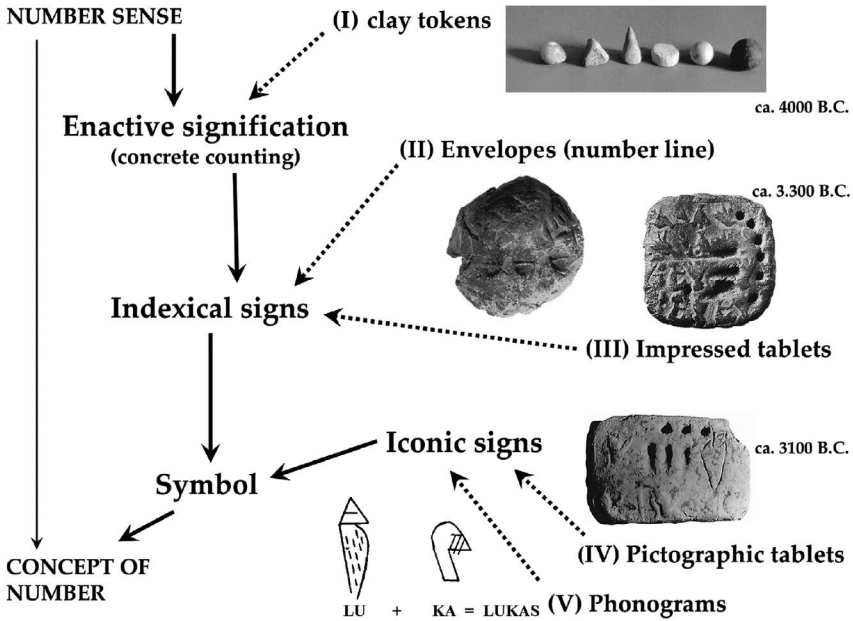 NUMBER SENSE
(I) clay tokens
ca. 4000 B.C.
Enactive signification
(concrete counting)
(II) Envelopes (number line)
ca. 3.300 B.C.
Indexical signs
(III) Impressed tablets
Iconic signs
ca. 3100 B.C.
Symbol
(IV) Pictographic tablets
CONCEPT OF
NUMBER
(V) Phonograms
LU + KA = LUKAS